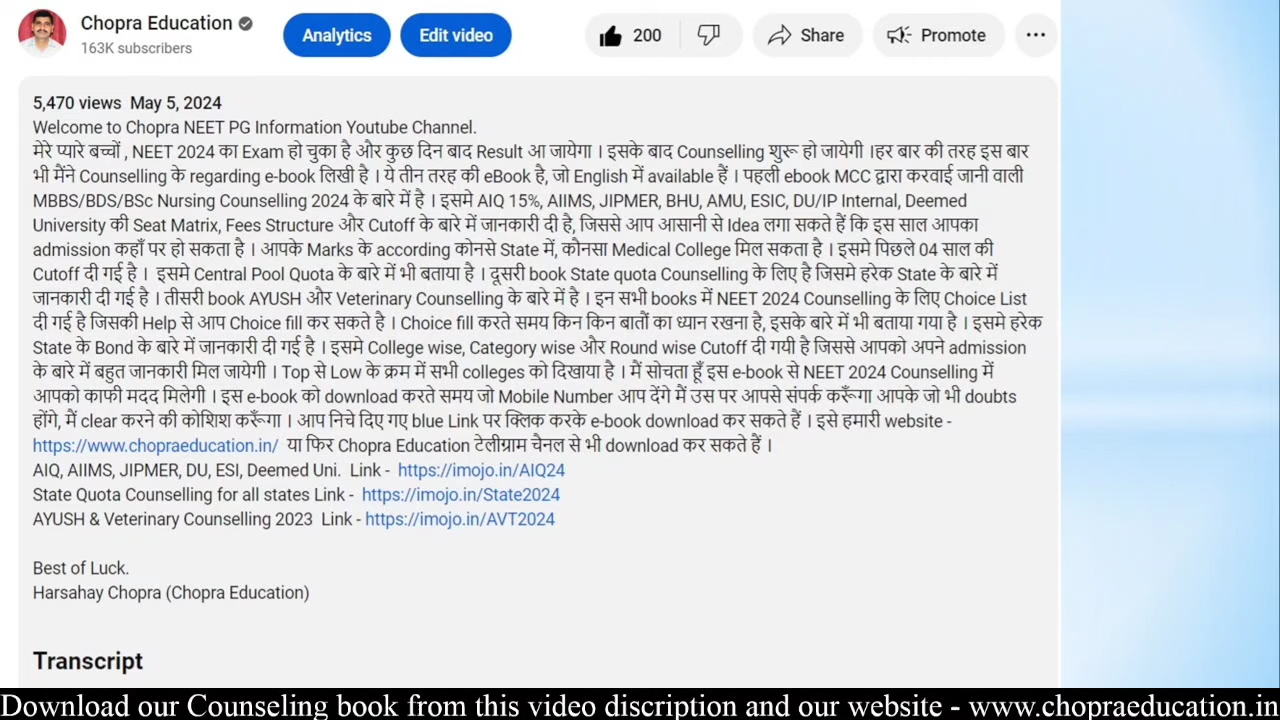 Chopra Education
163K subscribers
Analytics
Edit video
200
Share
Promote
5,470 views May 5, 2024
Welcome to Chopra NEET PG Information Youtube Channel.
मेरे प्यारे बच्चों , NEET 2024 का Exam हो चुका है और कुछ दिन बाद Result आ जायेगा । इसके बाद Counselling शुरू हो जायेगी ।हर बार की तरह इस बार
भी मैंने Counselling के regarding e-book लिखी है । ये तीन तरह की eBook है, जो English में available हैं । पहली ebook MCC द्वारा करवाई जानी वाली
MBBS/BDS/BSc Nursing Counselling 2024 के बारे में है । इसमे AIQ 15%, AIIMS, JIPMER, BHU, AMU, ESIC, DU/IP Internal, Deemed
University की Seat Matrix, Fees Structure और Cutoff के बारे में जानकारी दी है, जिससे आप आसानी से Idea लगा सकते हैं कि इस साल आपका
admission कहाँ पर हो सकता है । आपके Marks के according कोनसे State में, कौनसा Medical College मिल सकता है । इसमे पिछले 04 साल की
Cutoff दी गई है । इसमे Central Pool Quota के बारे में भी बताया है । दूसरी book State quota Counselling के लिए है जिसमे हरेक State के बारे में
जानकारी दी गई है । तीसरी book AYUSH और Veterinary Counselling के बारे में है । इन सभी books में NEET 2024 Counselling के लिए Choice List
दी गई है जिसकी Help से आप Choice fill कर सकते है । Choice fill करते समय किन किन बातों का ध्यान रखना है, इसके बारे में भी बताया गया है । इसमे हरेक
State के Bond के बारे में जानकारी दी गई है । इसमे College wise, Category wise और Round wise Cutoff दी गयी है जिससे आपको अपने admission
के बारे में बहुत जानकारी मिल जायेगी । Top से Low के क्रम में सभी colleges को दिखाया है । मैं सोचता हूँ इस e-book से NEET 2024 Counselling में
आपको काफी मदद मिलेगी । इस e-book को download करते समय जो Mobile Number आप देंगे मैं उस पर आपसे संपर्क करूँगा आपके जो भी doubts
होंगे, मैं clear करने की कोशिश करूँगा । आप निचे दिए गए blue Link पर क्लिक करके e-book download कर सकते हैं । इसे हमारी website -
https://www.chopraeducation.in/ या फिर Chopra Education टेलीग्राम चैनल से भी download कर सकते हैं ।
AIQ, AIIMS, JIPMER, DU, ESI, Deemed Uni. Link - https://imojo.in/AIQ24
State Quota Counselling for all states Link - https://imojo.in/State2024
AYUSH & Veterinary Counselling 2023 Link - https://imojo.in/AVT2024
Best of Luck.
Harsahay Chopra (Chopra Education)
Transcript
Download our Counseling book from this video discription and our website - www.chopraeducation.in